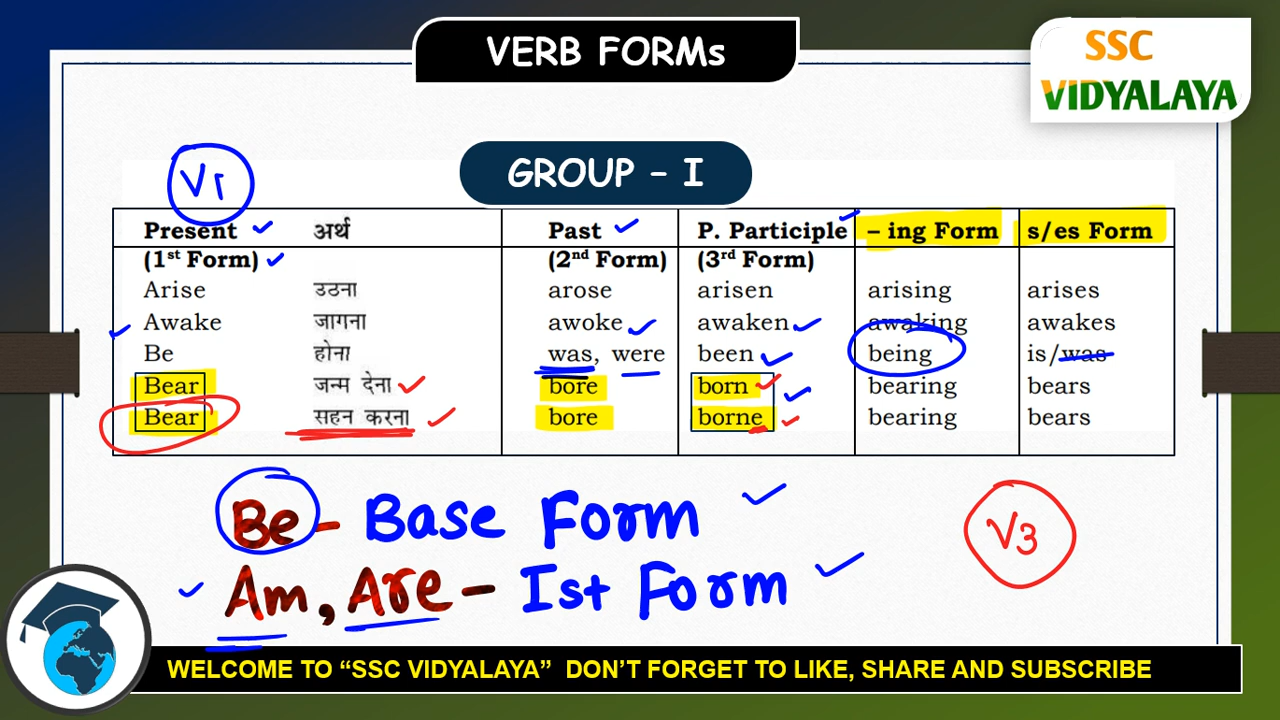 VERB FORMs
SSC
VIDYALAYA
GROUP – I
V1
Present अर्थ Past P. Participle – ing Form s/es Form
(1st Form) (2nd Form) (3rd Form)
Arise उठना arose arisen arising arises
Awake जागना awoke awaken awaking awakes
Be होना was, were been being is/was
Bear जन्म देना bore born bearing bears
Bear सहन करना bore borne bearing bears
Be - Base Form
V3
Am, Are - Ist Form
WELCOME TO “SSC VIDYALAYA” DON’T FORGET TO LIKE, SHARE AND SUBSCRIBE